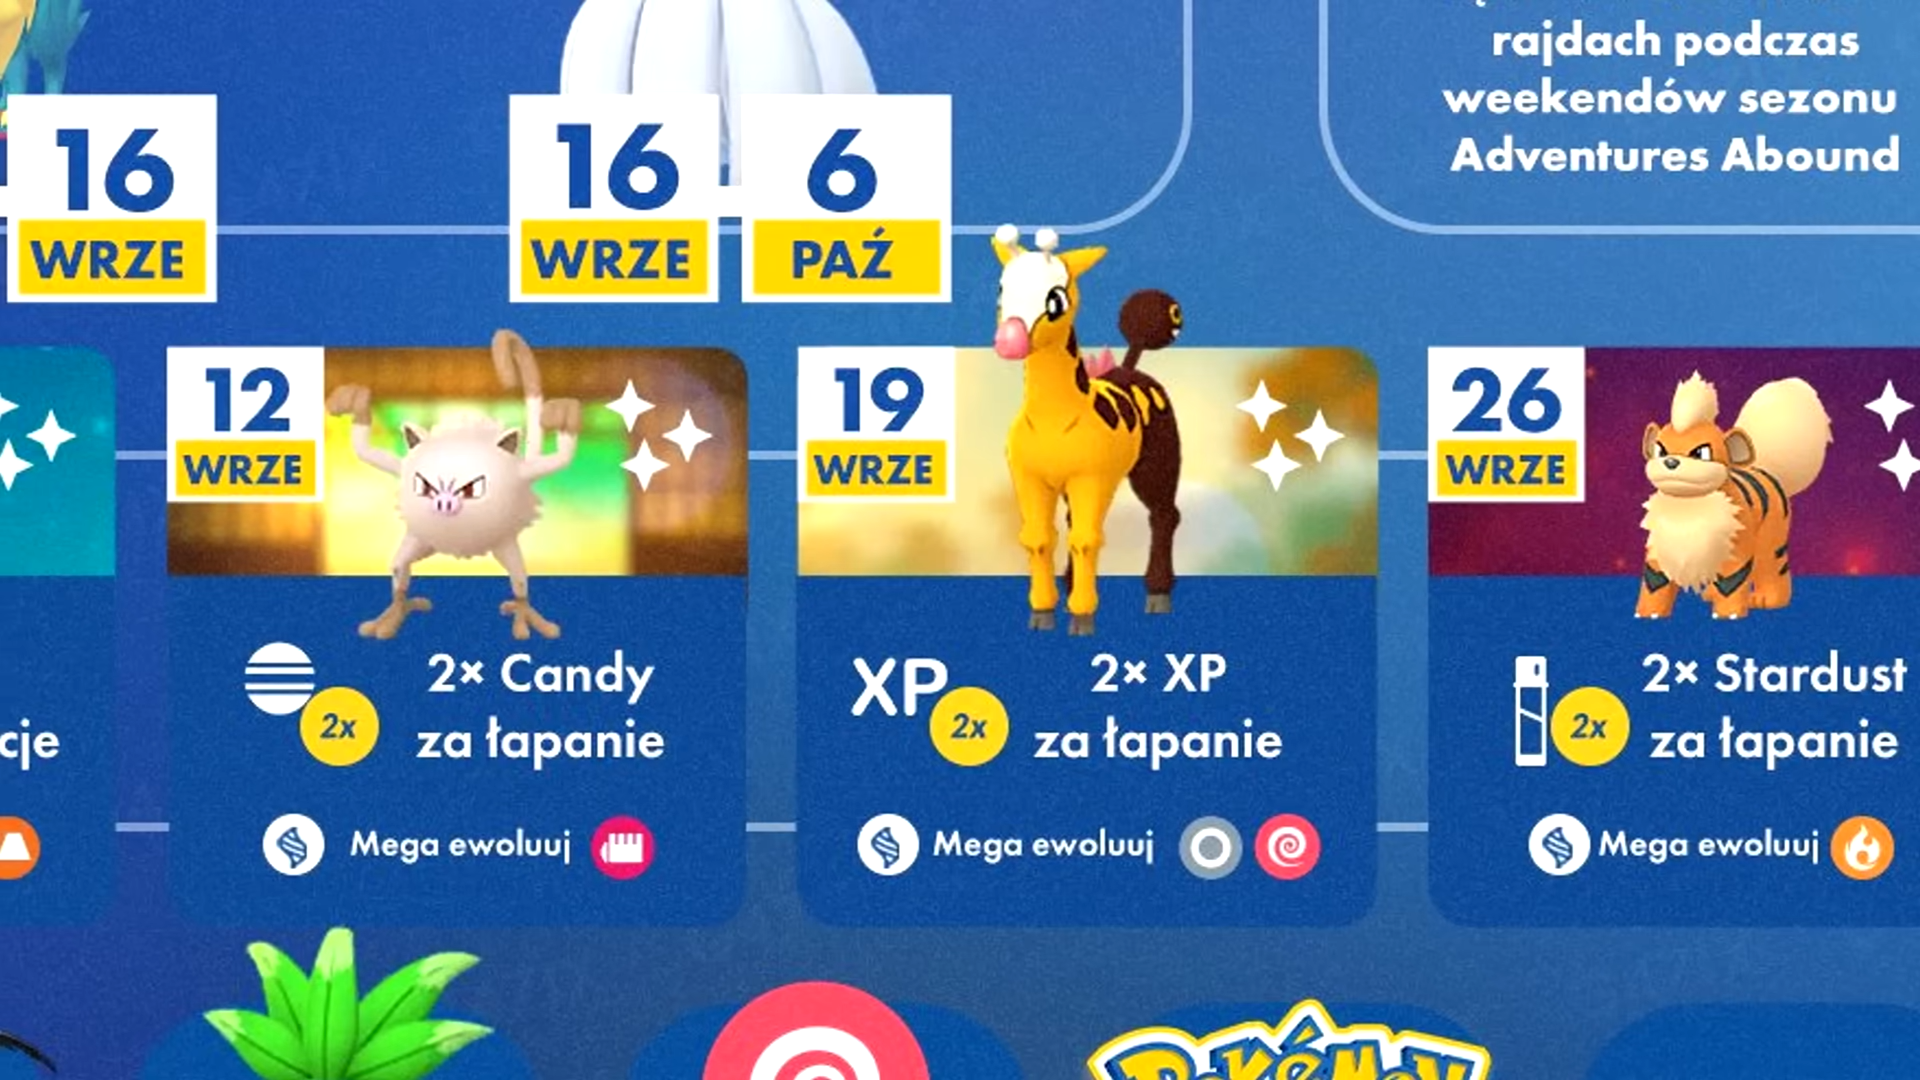 rajdach podczas
weekendów sezonu
Adventures Abound
16
WRZE
16
WRZE
6
PAŹ
12
WRZE
2× Candy
za łapanie
2x
Mega ewoluuj
19
WRZE
XP
2x
2× XP
za łapanie
Mega ewoluuj
26
WRZE
2x
2× Stardust
za łapanie
Mega ewoluuj
cje
Pokémon